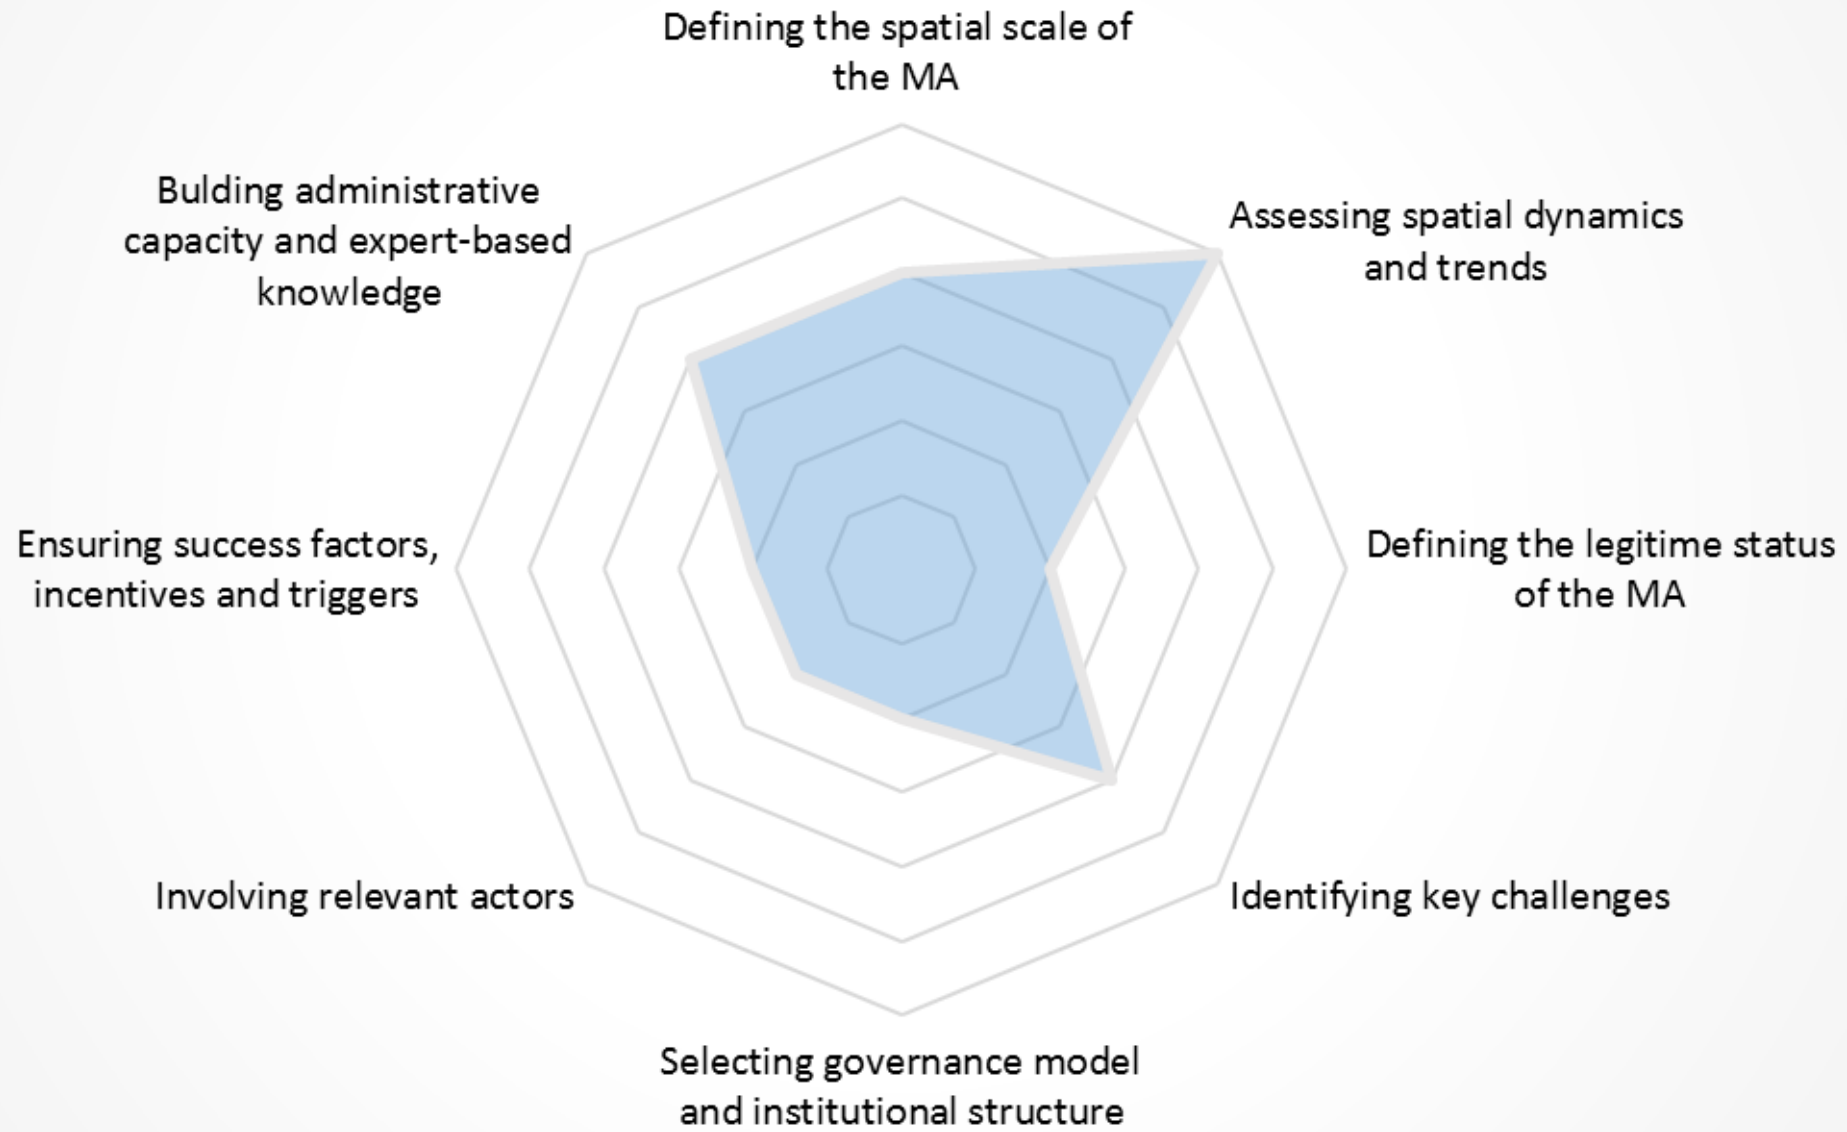 Defining the spatial scale of
the MA
Assessing spatial dynamics
and trends
Defining the legitime status
of the MA
Identifying key challenges
Selecting governance model
and institutional structure
Involving relevant actors
Ensuring success factors,
incentives and triggers
Bulding administrative
capacity and expert-based
knowledge